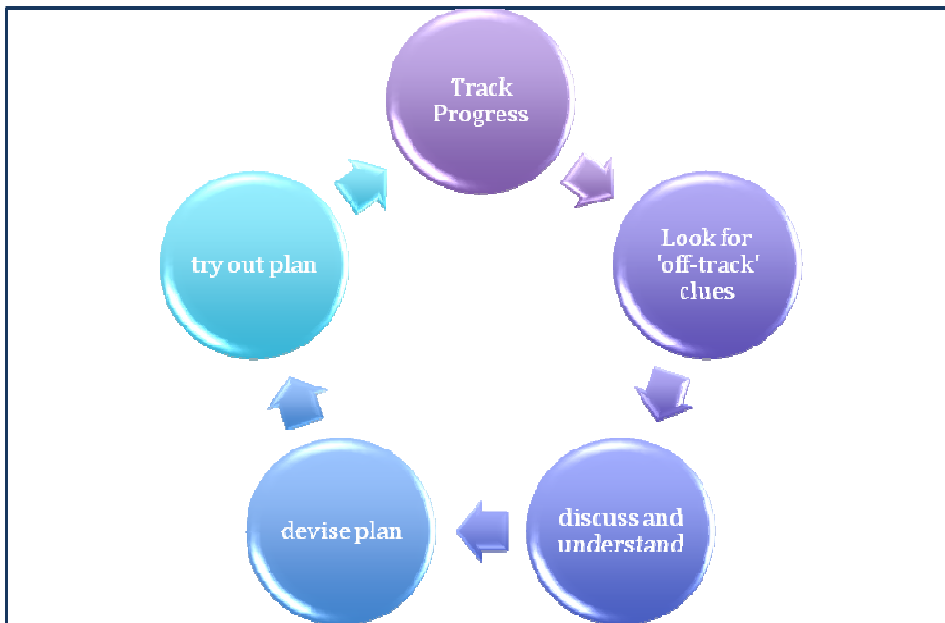 Track
Progress
Look for
'off-track'
clues
discuss and
understand
devise plan
try out plan